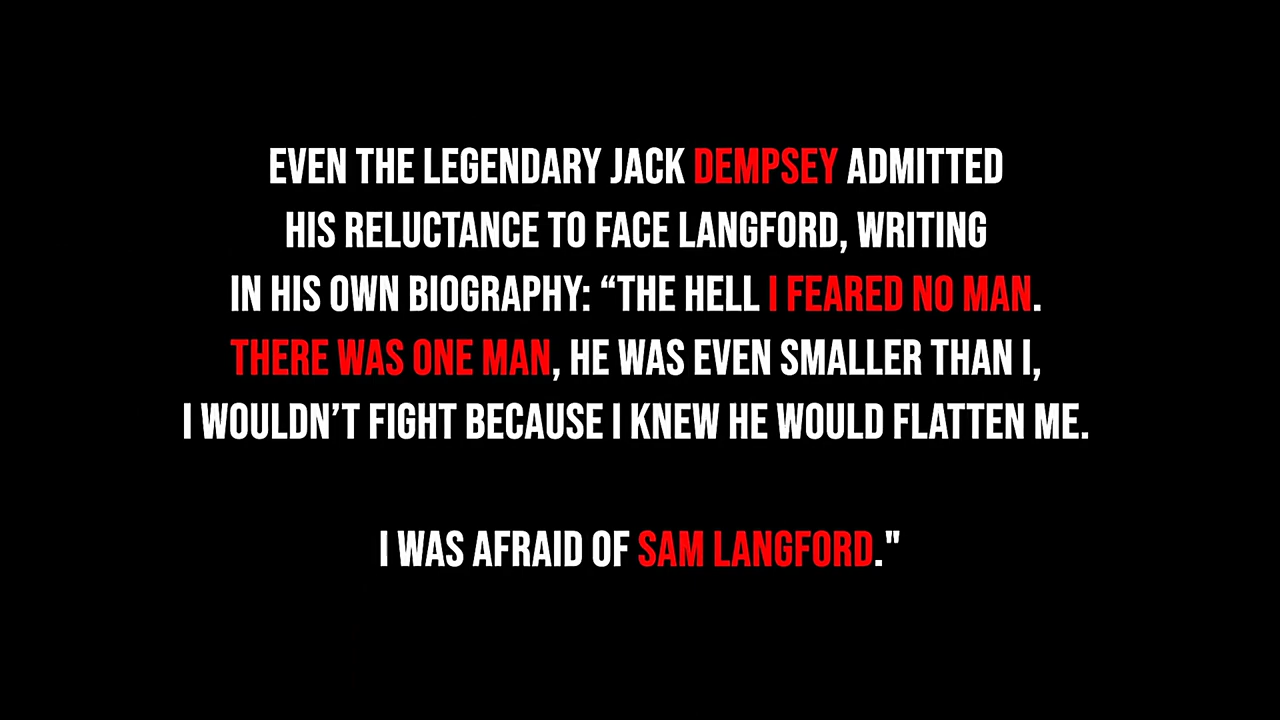 EVEN THE LEGENDARY JACK DEMPSEY ADMITTED
HIS RELUCTANCE TO FACE LANGFORD, WRITING
IN HIS OWN BIOGRAPHY: “THE HELL I FEARED NO MAN.
THERE WAS ONE MAN, HE WAS EVEN SMALLER THAN I,
I WOULDN’T FIGHT BECAUSE I KNEW HE WOULD FLATTEN ME.
I WAS AFRAID OF SAM LANGFORD."